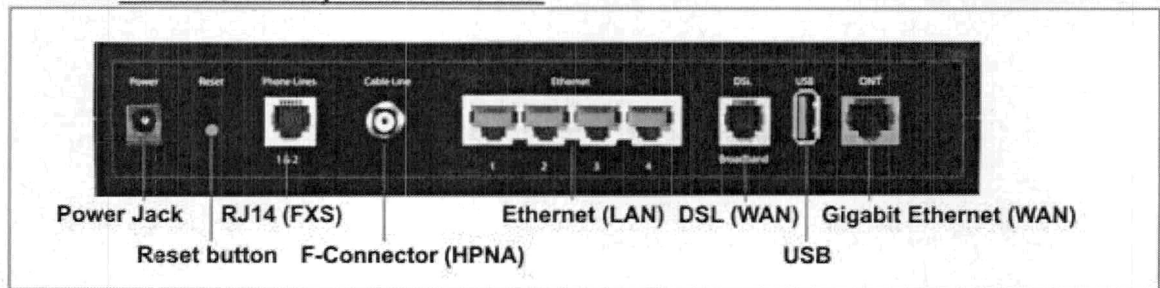 Power Reset Phone Lines Cable Line Ethernet DSL USB ONT
1 & 2 1 2 3 4 Broadband
Power Jack RJ14 (FXS) Ethernet (LAN) DSL (WAN) Gigabit Ethernet (WAN)
Reset button F-Connector (HPNA) USB